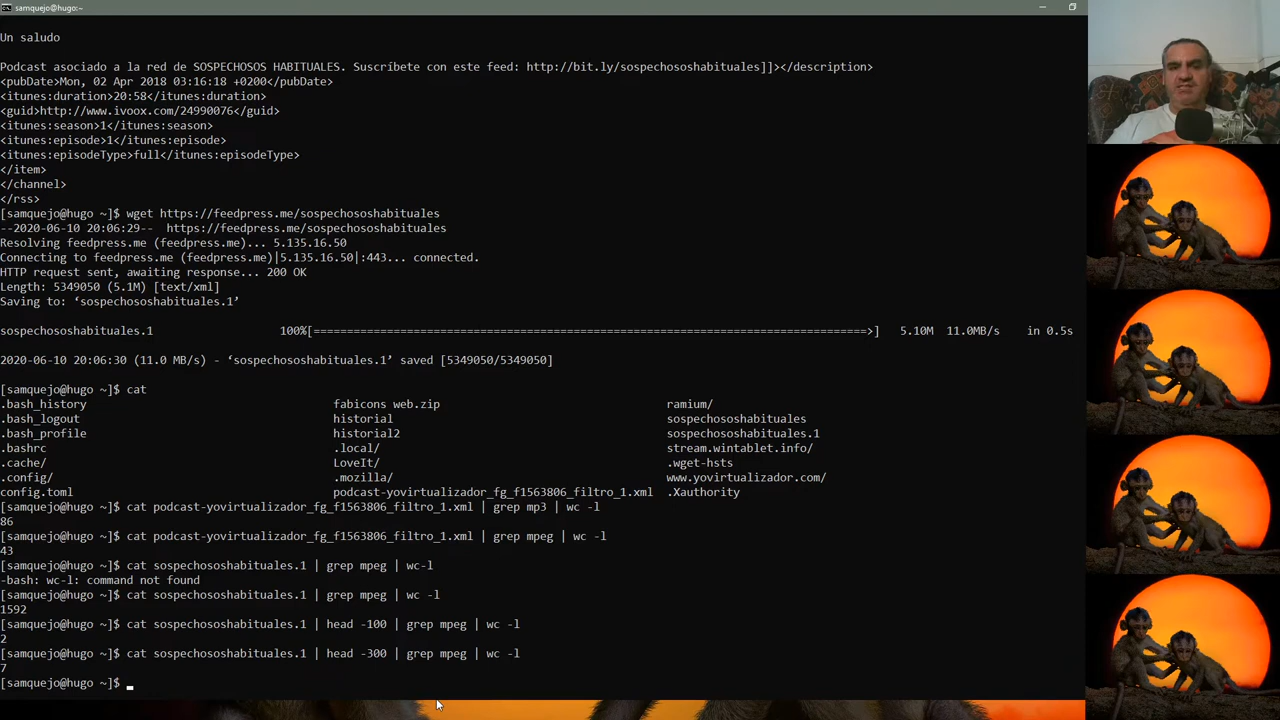 samquejo@hugo:~
Un saludo
Podcast asociado a la red de SOSPECHOSOS HABITUALES. Suscríbete con este feed: http://bit.ly/sospechososhabituales]]></description>
<pubDate>Mon, 02 Apr 2018 03:16:18 +0200</pubDate>
<itunes:duration>20:58</itunes:duration>
<guid>http://www.ivoox.com/24990076</guid>
<itunes:season>1</itunes:season>
<itunes:episode>1</itunes:episode>
<itunes:episodeType>full</itunes:episodeType>
</item>
</channel>
</rss>
[samquejo@hugo ~]$ wget https://feedpress.me/sospechososhabituales
--2020-06-10 20:06:29--  https://feedpress.me/sospechososhabituales
Resolving feedpress.me (feedpress.me)... 5.135.16.50
Connecting to feedpress.me (feedpress.me)|5.135.16.50|:443... connected.
HTTP request sent, awaiting response... 200 OK
Length: 5349050 (5.1M) [text/xml]
Saving to: ‘sospechososhabituales.1’
sospechososhabituales.1 100%[===================================================================================>] 5.10M 11.0MB/s in 0.5s
2020-06-10 20:06:30 (11.0 MB/s) - ‘sospechososhabituales.1’ saved [5349050/5349050]
[samquejo@hugo ~]$ cat
.bash_history fabicons web.zip ramium/
.bash_logout historial sospechososhabituales
.bash_profile historial2 sospechososhabituales.1
.bashrc .local/ stream.wintablet.info/
.cache/ LoveIt/ .wget-hsts
.config/ .mozilla/ www.yovirtualizador.com/
config.toml podcast-yovirtualizador_fg_f1563806_filtro_1.xml .Xauthority
[samquejo@hugo ~]$ cat podcast-yovirtualizador_fg_f1563806_filtro_1.xml | grep mp3 | wc -l
86
[samquejo@hugo ~]$ cat podcast-yovirtualizador_fg_f1563806_filtro_1.xml | grep mpeg | wc -l
43
[samquejo@hugo ~]$ cat sospechososhabituales.1 | grep mpeg | wc-l
-bash: wc-l: command not found
[samquejo@hugo ~]$ cat sospechososhabituales.1 | grep mpeg | wc -l
1592
[samquejo@hugo ~]$ cat sospechososhabituales.1 | head -100 | grep mpeg | wc -l
2
[samquejo@hugo ~]$ cat sospechososhabituales.1 | head -300 | grep mpeg | wc -l
7
[samquejo@hugo ~]$